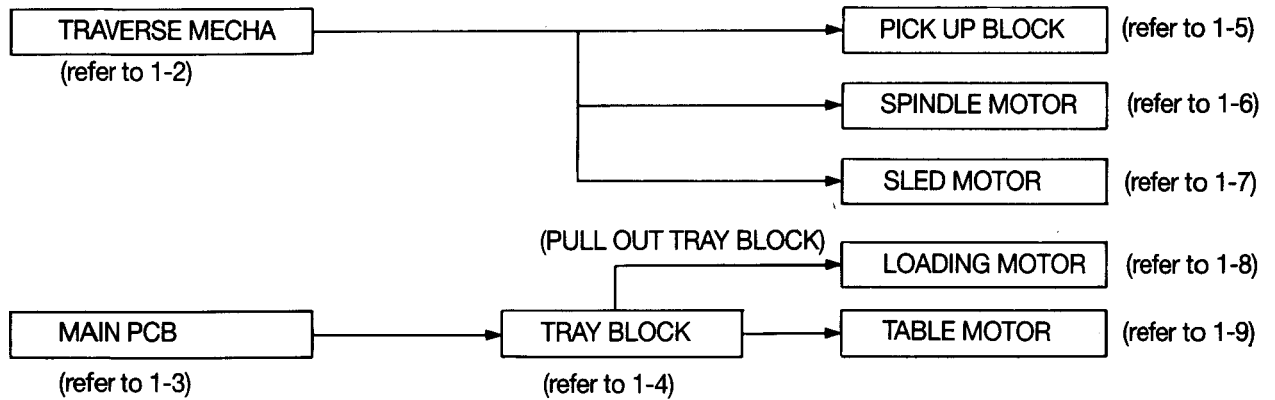 TRAVERSE MECHA
(refer to 1-2)
PICK UP BLOCK (refer to 1-5)
SPINDLE MOTOR (refer to 1-6)
SLED MOTOR (refer to 1-7)
(PULL OUT TRAY BLOCK)
LOADING MOTOR (refer to 1-8)
MAIN PCB
(refer to 1-3)
TRAY BLOCK
(refer to 1-4)
TABLE MOTOR (refer to 1-9)